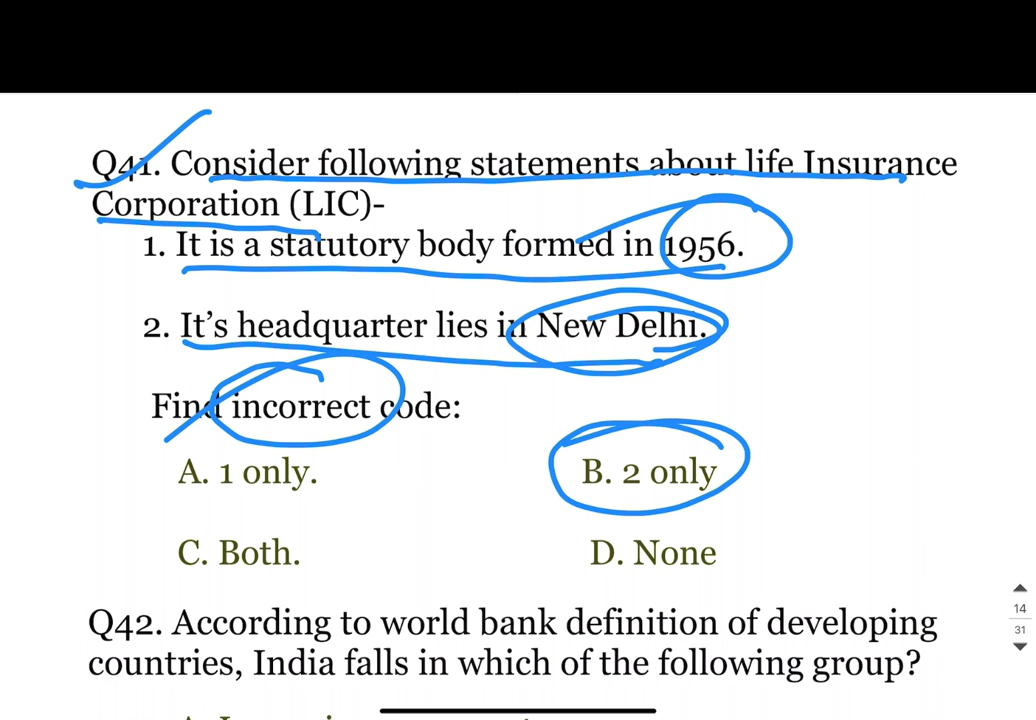 Q41. Consider following statements about life Insurance
Corporation (LIC)-
1. It is a statutory body formed in 1956.
2. It's headquarter lies in New Delhi.
Find incorrect code:
A. 1 only.
B. 2 only
C. Both.
D. None
Q42. According to world bank definition of developing
countries, India falls in which of the following group?
14
31